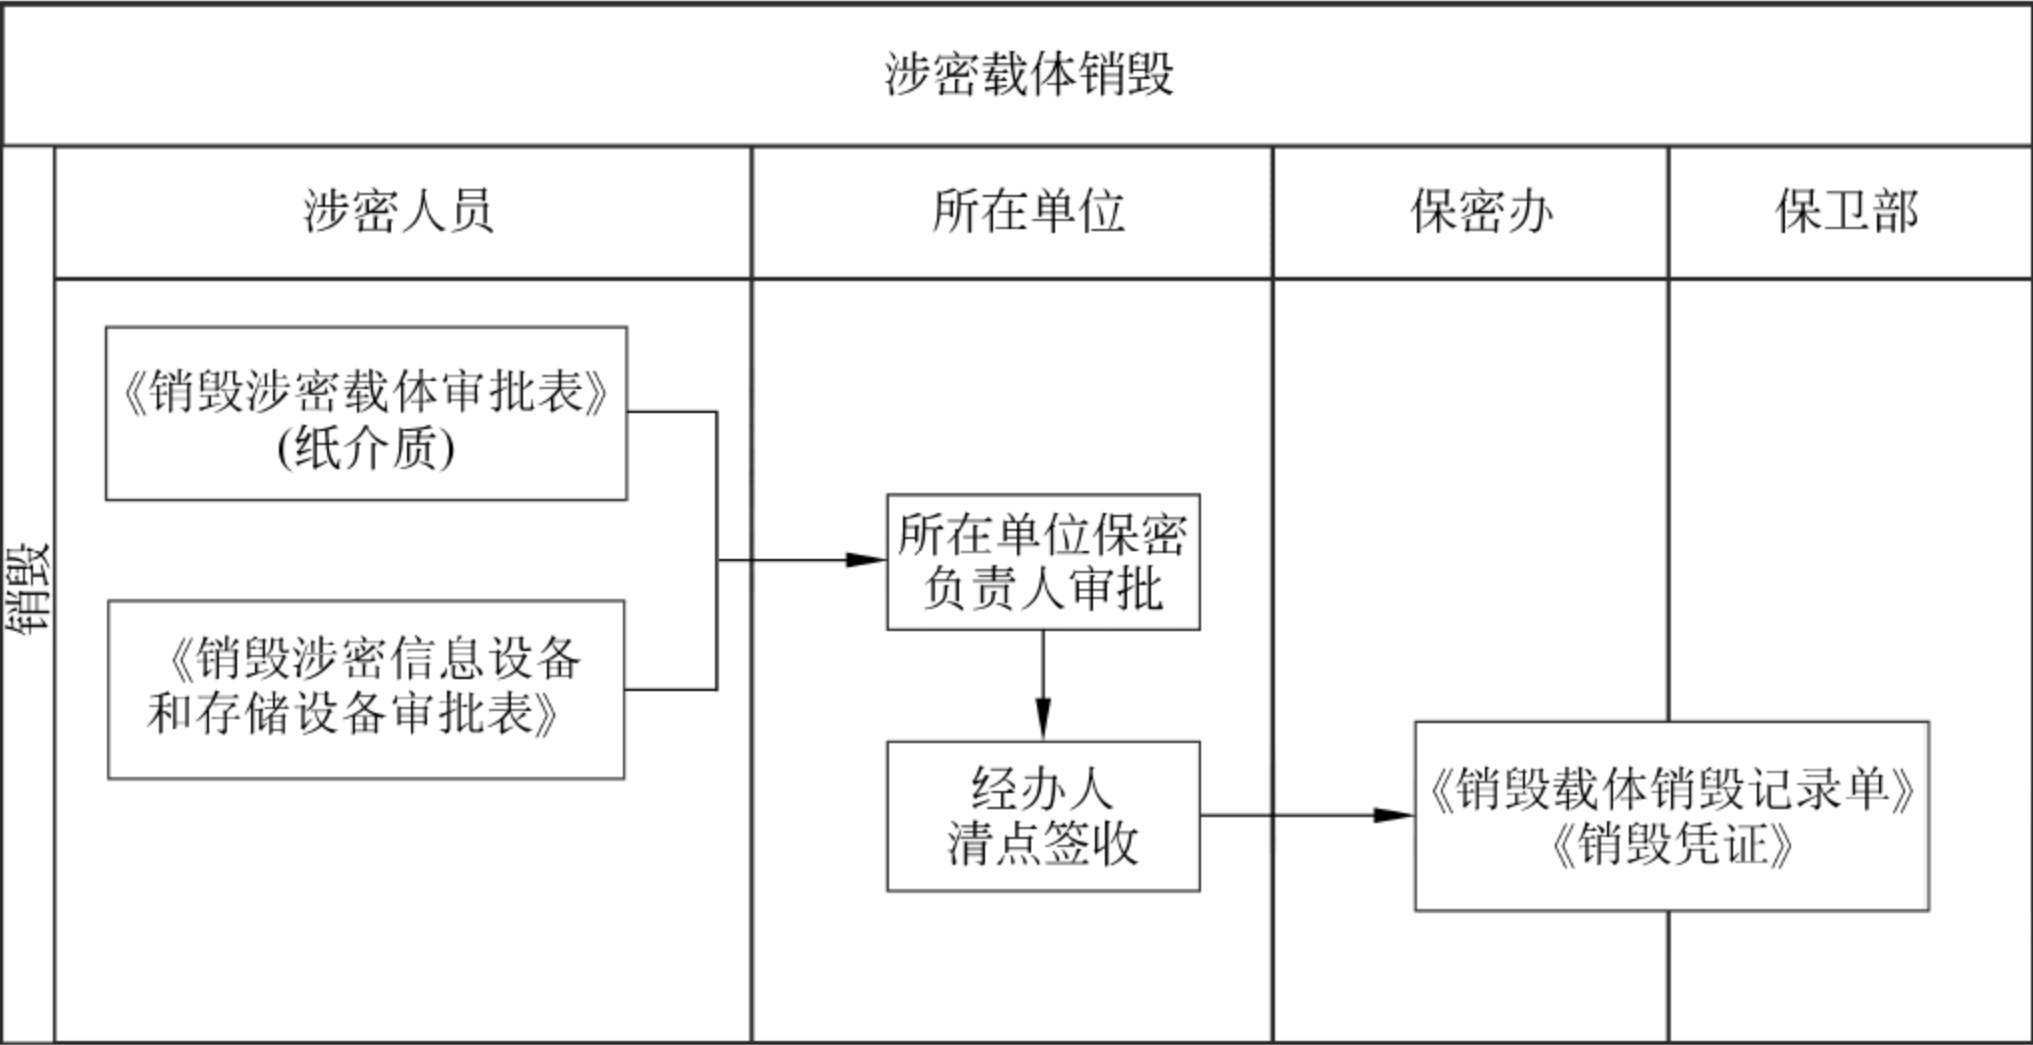 涉密载体销毁
涉密人员
所在单位
保密办
保卫部
销毁
《销毁涉密载体审批表》
(纸介质)
《销毁涉密信息设备
和存储设备审批表》
所在单位保密
负责人审批
经办人
清点签收
《销毁载体销毁记录单》
《销毁凭证》